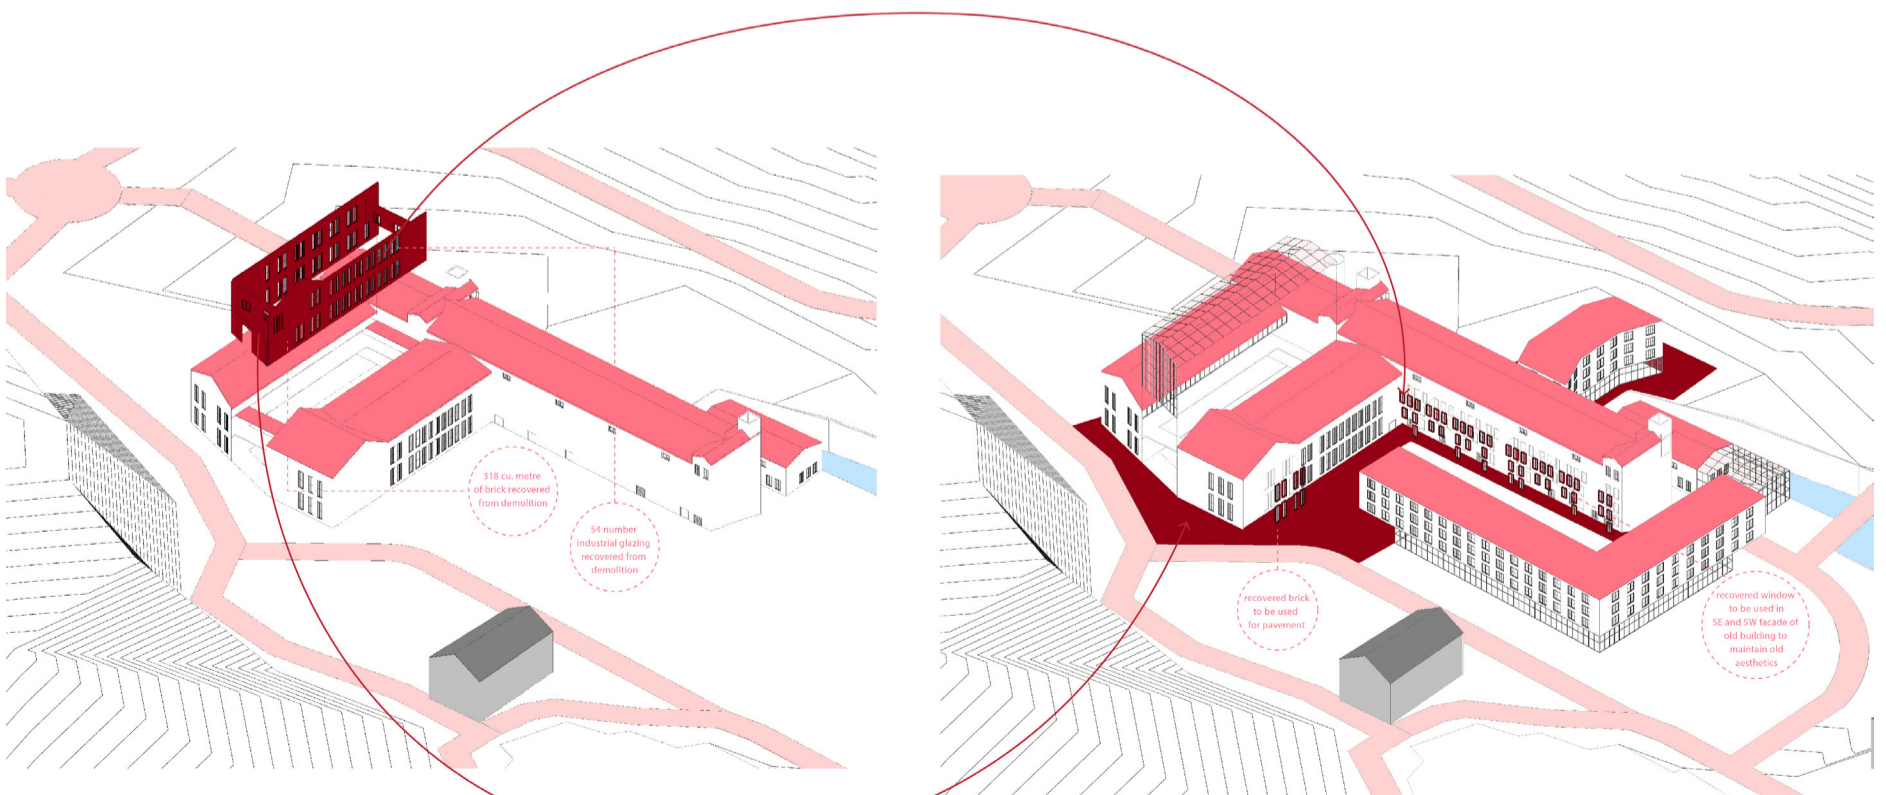 318 cu. metre
of brick recovered
from demolition
54 number
industrial glazing
recovered from
demolition
recovered brick
to be used
for pavement
recovered window
to be used in
SE and SW facade of
old building to
maintain old
aesthetics